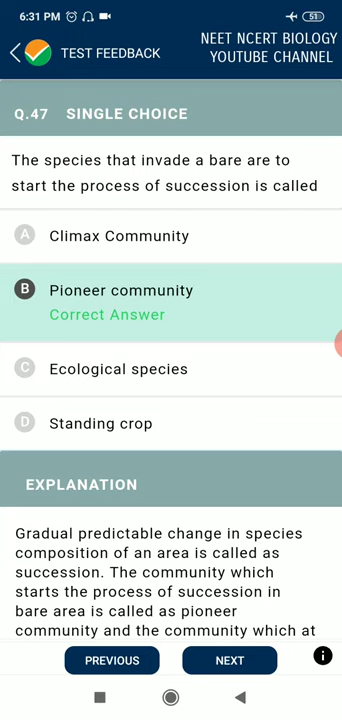 6:31 PM
51
TEST FEEDBACK
NEET NCERT BIOLOGY
YOUTUBE CHANNEL
Q.47 SINGLE CHOICE
The species that invade a bare are to
start the process of succession is called
A Climax Community
B Pioneer community
Correct Answer
C Ecological species
D Standing crop
EXPLANATION
Gradual predictable change in species
composition of an area is called as
succession. The community which
starts the process of succession in
bare area is called as pioneer
community and the community which at
PREVIOUS
NEXT
i